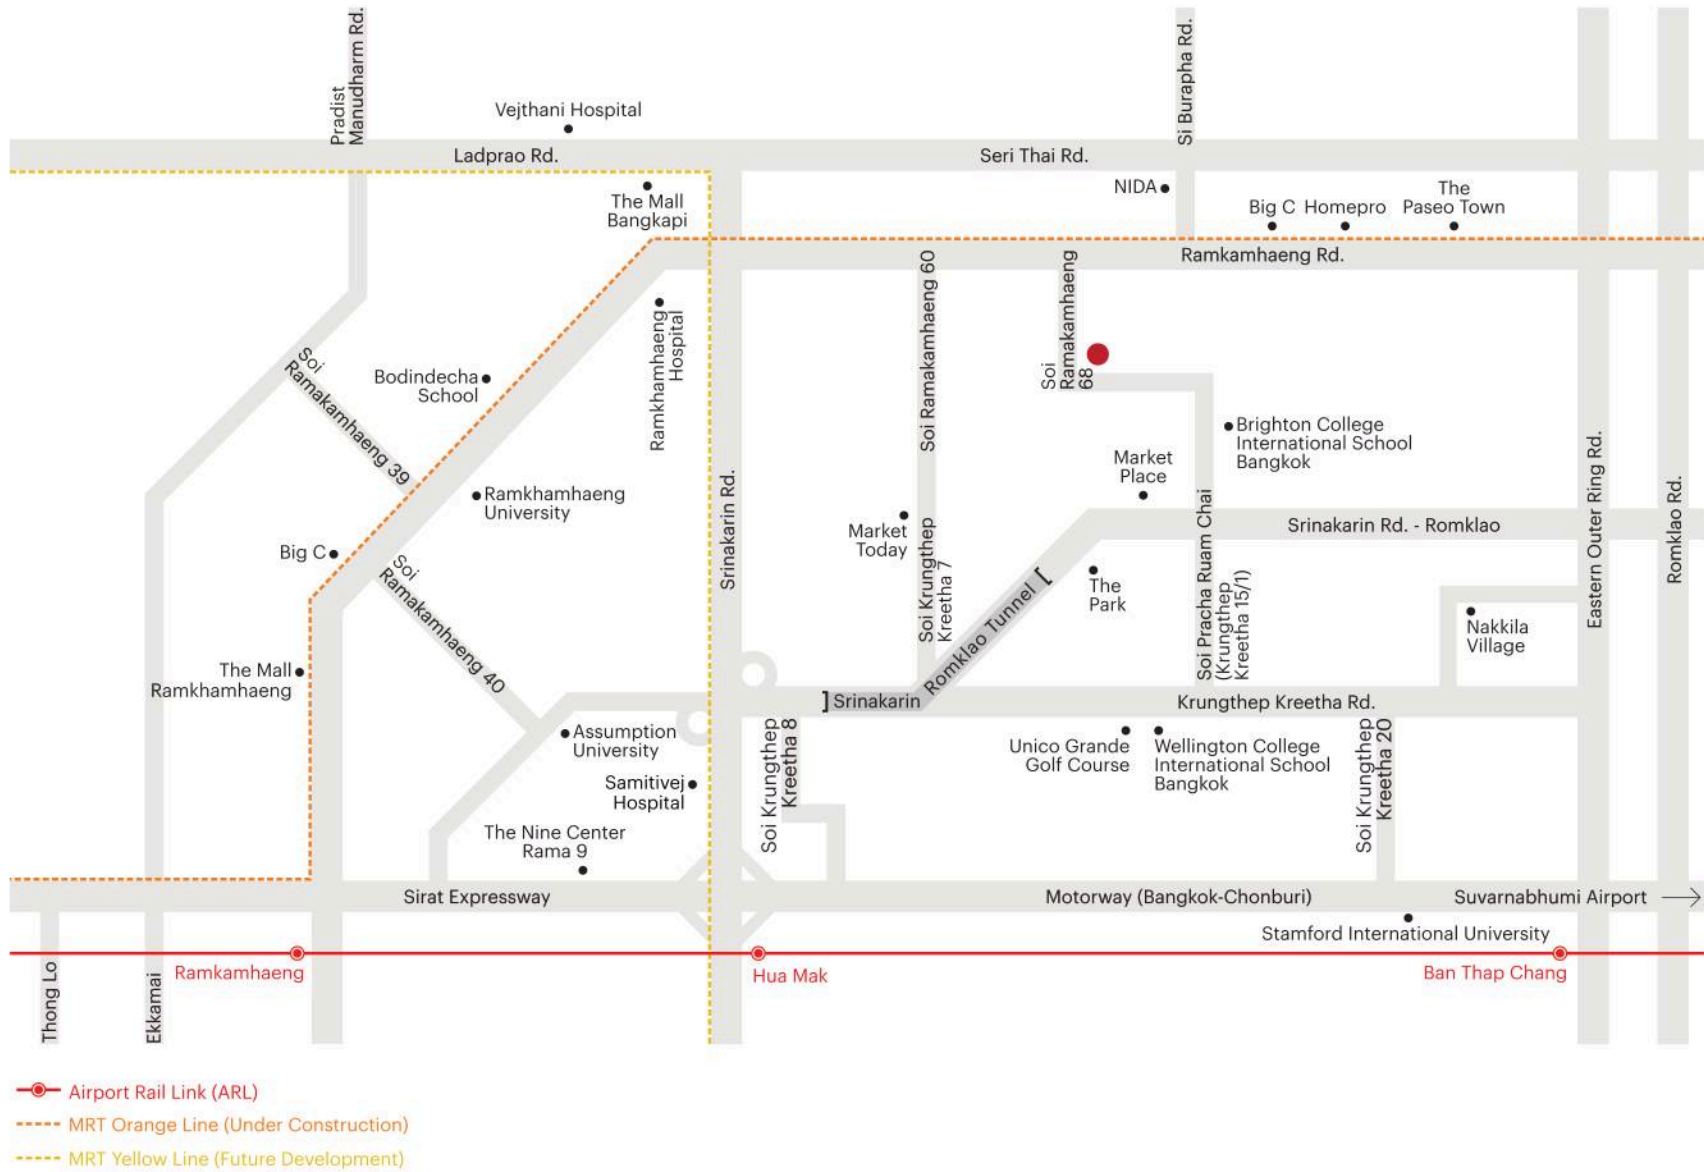 Pradist
Manudharm Rd.
Si Burapha Rd.
Vejthani Hospital
Ladprao Rd.
Seri Thai Rd.
The Mall
Bangkapi
NIDA
Big C
Homepro
The
Paseo Town
Ramkamhaeng Rd.
Soi
Ramakamhaeng 39
Bodindecha
School
Ramkhamhaeng
Hospital
Soi Ramakamhaeng 60
Soi
Ramakamhaeng
68
Brighton College
International School
Bangkok
Ramkhamhaeng
University
Big C
Soi
Ramakamhaeng 40
Srinakarin Rd.
Market
Today
Soi Krungthep
Kreetha 7
Market
Place
Srinakarin Rd. - Romklao
Eastern Outer Ring Rd.
Romklao Rd.
The
Park
Soi Pracha Ruam Chai
(Krungthep
Kreetha 15/1)
Nakkila
Village
The Mall
Ramkhamhaeng
Srinakarin
Romklao Tunnel
Krungthep Kreetha Rd.
Assumption
University
Samitivej
Hospital
Soi Krungthep
Kreetha 8
Unico Grande
Golf Course
Wellington College
International School
Bangkok
Soi Krungthep
Kreetha 20
The Nine Center
Rama 9
Sirat Expressway
Motorway (Bangkok-Chonburi)
Suvarnabhumi Airport
Stamford International University
Thong Lo
Ekkamai
Ramkamhaeng
Hua Mak
Ban Thap Chang
Airport Rail Link (ARL)
MRT Orange Line (Under Construction)
MRT Yellow Line (Future Development)